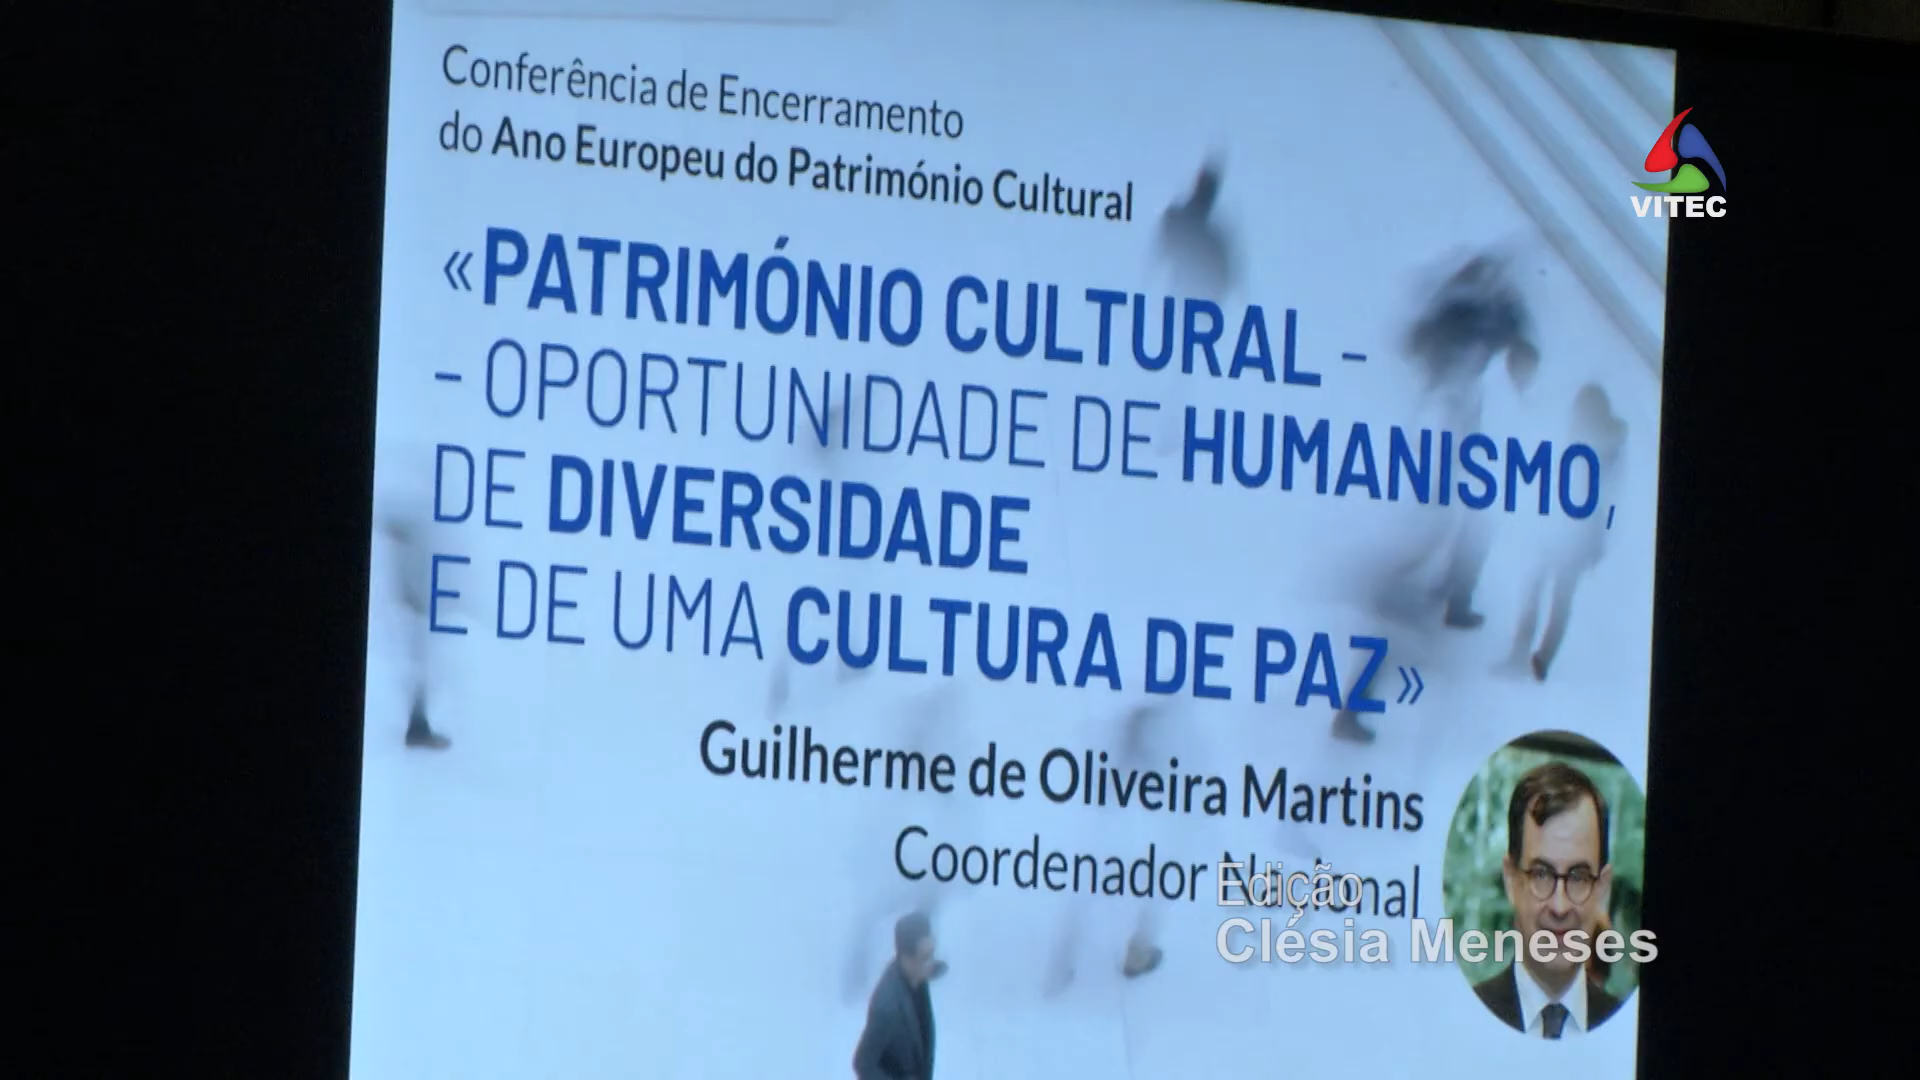 Conferência de Encerramento
do Ano Europeu do Património Cultural
VITEC
«PATRIMÓNIO CULTURAL -
- OPORTUNIDADE DE HUMANISMO,
DE DIVERSIDADE
E DE UMA CULTURA DE PAZ»
Guilherme de Oliveira Martins
Coordenador Nacional
Edição
Clésia Meneses